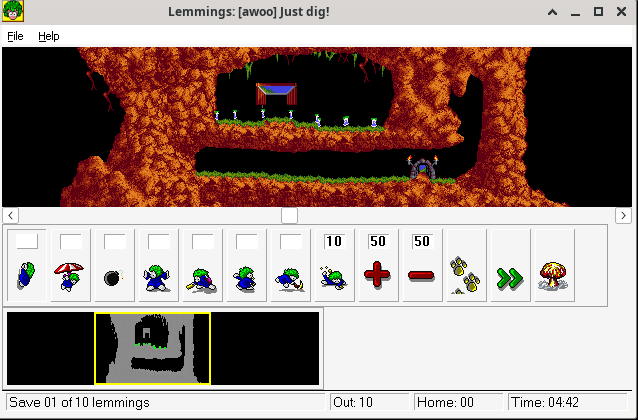 Lemmings: [awoo] Just dig!
File Help
10 50 50
Save 01 of 10 lemmings Out: 10 Home: 00 Time: 04:42